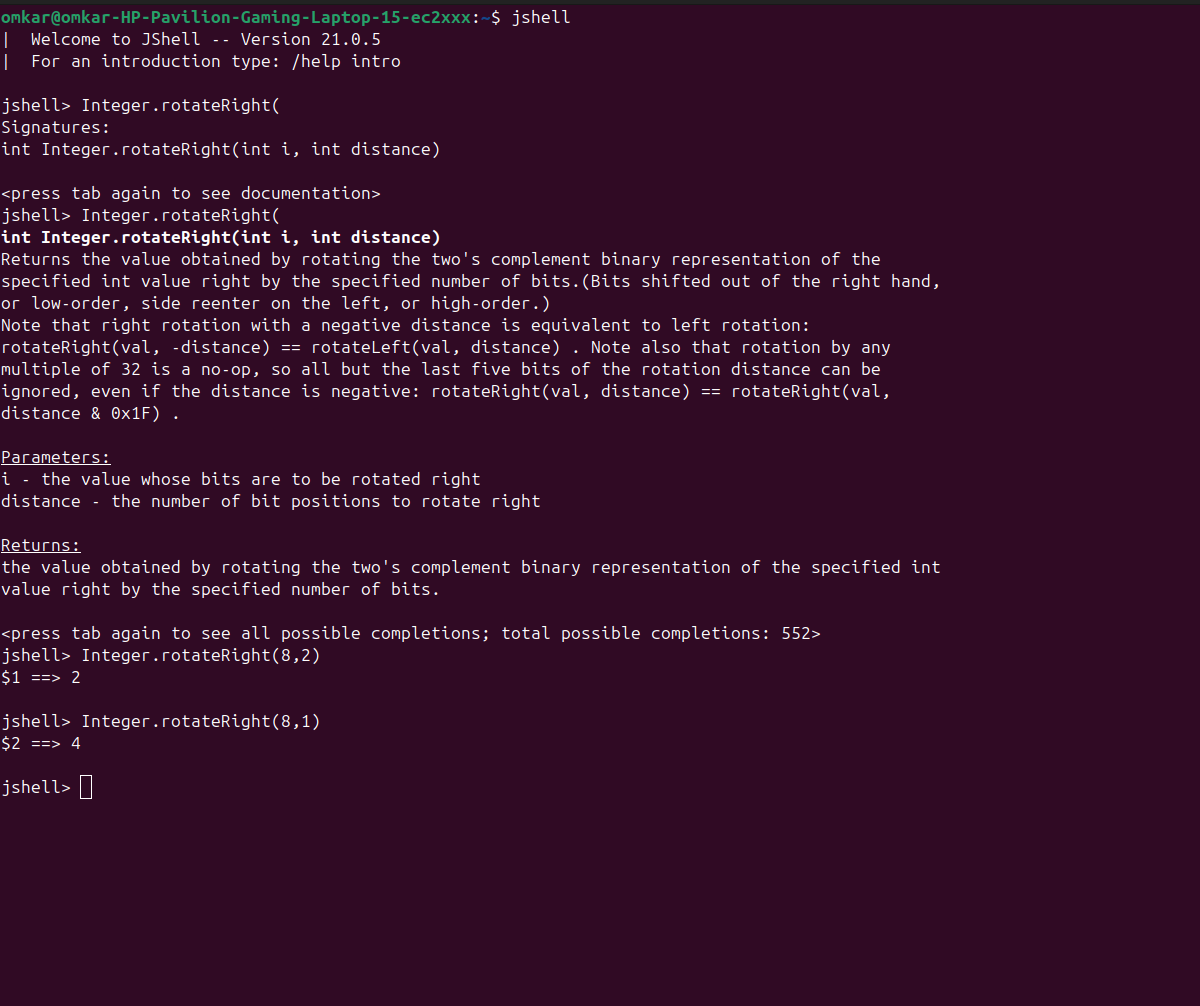 omkar@omkar-HP-Pavilion-Gaming-Laptop-15-ec2xxx:~$ jshell
|  Welcome to JShell -- Version 21.0.5
|  For an introduction type: /help intro
jshell> Integer.rotateRight(
Signatures:
int Integer.rotateRight(int i, int distance)
<press tab again to see documentation>
jshell> Integer.rotateRight(
int Integer.rotateRight(int i, int distance)
Returns the value obtained by rotating the two's complement binary representation of the
specified int value right by the specified number of bits.(Bits shifted out of the right hand,
or low-order, side reenter on the left, or high-order.)
Note that right rotation with a negative distance is equivalent to left rotation:
rotateRight(val, -distance) == rotateLeft(val, distance) . Note also that rotation by any
multiple of 32 is a no-op, so all but the last five bits of the rotation distance can be
ignored, even if the distance is negative: rotateRight(val, distance) == rotateRight(val,
distance & 0x1F) .
Parameters:
i - the value whose bits are to be rotated right
distance - the number of bit positions to rotate right
Returns:
the value obtained by rotating the two's complement binary representation of the specified int
value right by the specified number of bits.
<press tab again to see all possible completions; total possible completions: 552>
jshell> Integer.rotateRight(8,2)
$1 ==> 2
jshell> Integer.rotateRight(8,1)
$2 ==> 4
jshell>